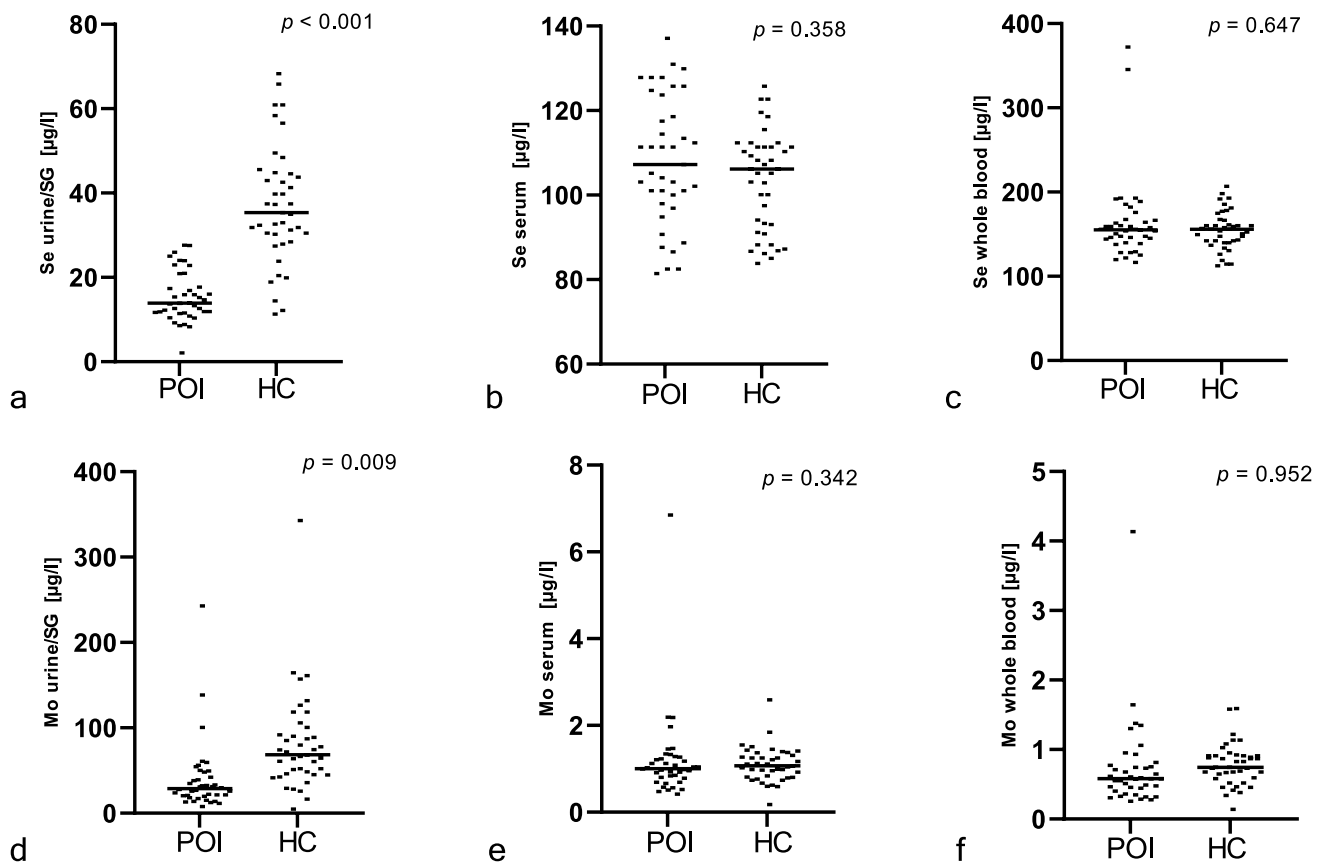 p < 0.001
80
60
40
20
0
Se urine/SG [µg/l]
POI HC
a
p = 0.358
140
120
100
80
60
Se serum [µg/l]
POI HC
b
p = 0.647
400
300
200
100
0
Se whole blood [µg/l]
POI HC
c
p = 0.009
400
300
200
100
0
Mo urine/SG [µg/l]
POI HC
d
p = 0.342
8
6
4
2
0
Mo serum [µg/l]
POI HC
e
p = 0.952
5
4
3
2
1
0
Mo whole blood [µg/l]
POI HC
f